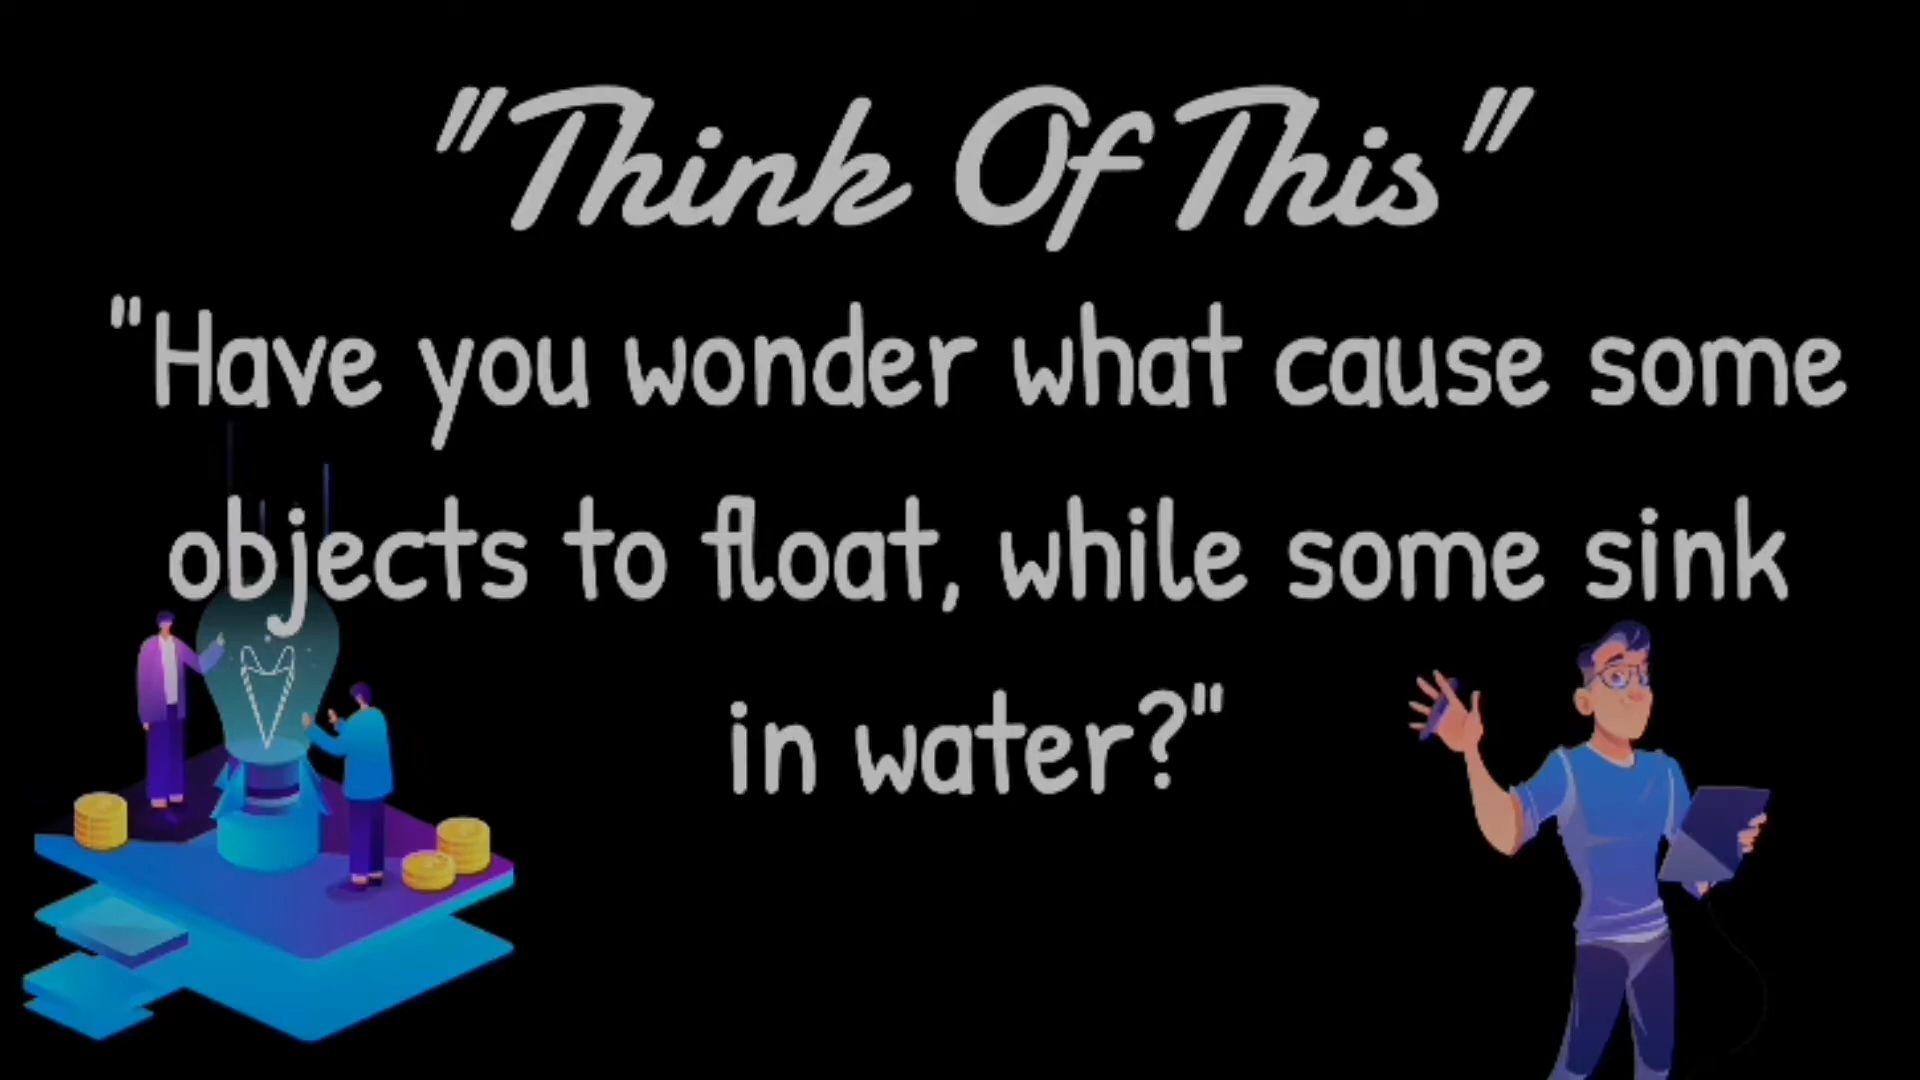 "Think Of This"
"Have you wonder what cause some
objects to float, while some sink
in water?"